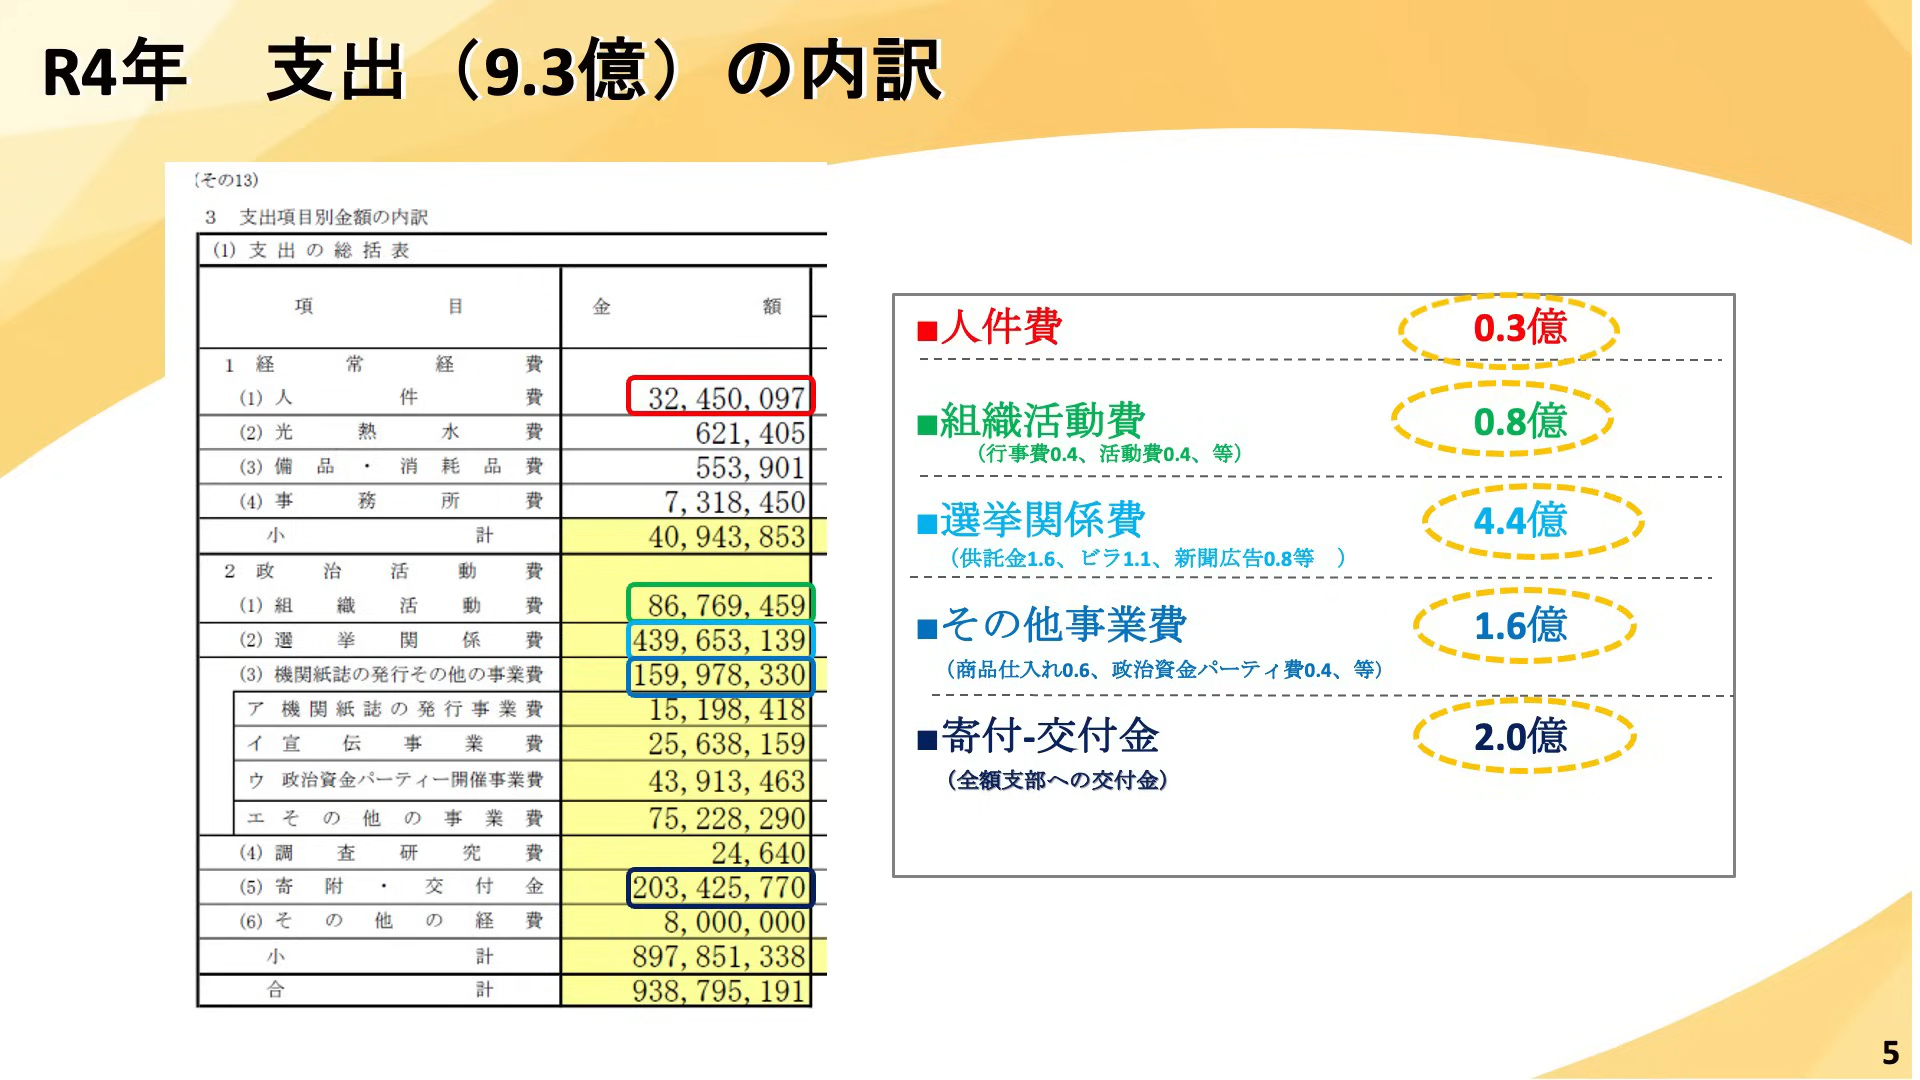 R4年　支出（9.3億）の内訳
(その13)
3　支出項目別金額の内訳
(1) 支出の総括表
項目　金額
1 経常経費
(1) 人件費　32,450,097
(2) 光熱水費　621,405
(3) 備品・消耗品費　553,901
(4) 事務所費　7,318,450
小計　40,943,853
2 政治活動費
(1) 組織活動費　86,769,459
(2) 選挙関係費　439,653,139
(3) 機関紙誌の発行その他の事業費　159,978,330
ア 機関紙誌の発行事業費　15,198,418
イ 宣伝事業費　25,638,159
ウ 政治資金パーティー開催事業費　43,913,463
エ その他の事業費　75,228,290
(4) 調査研究費　24,640
(5) 寄附・交付金　203,425,770
(6) その他の経費　8,000,000
小計　897,851,338
合計　938,795,191
■人件費　0.3億
■組織活動費　0.8億
（行事費0.4、活動費0.4、等）
■選挙関係費　4.4億
（供託金1.6、ビラ1.1、新聞広告0.8等　）
■その他事業費　1.6億
（商品仕入れ0.6、政治資金パーティ費0.4、等）
■寄付-交付金　2.0億
（全額支部への交付金）
5